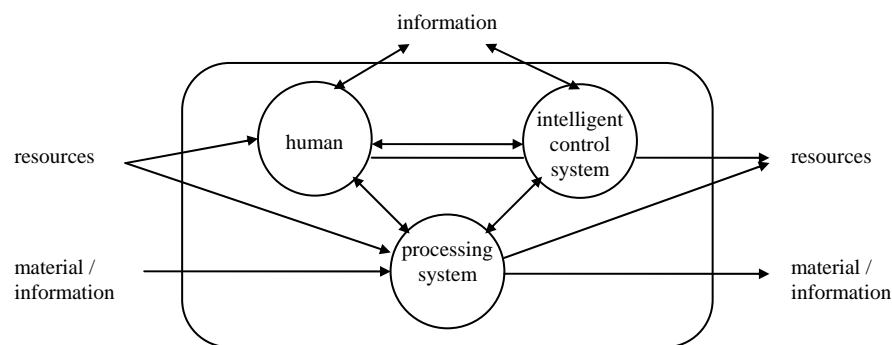 information
human
intelligent
control
system
resources
resources
processing
system
material /
information
material /
information